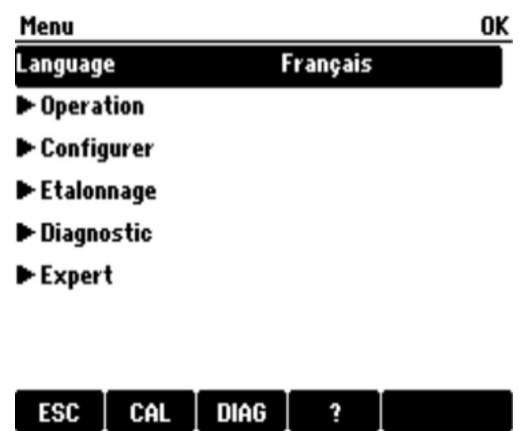 Menu OK
Language Français
Operation
Configurer
Etalonnage
Diagnostic
Expert
ESC CAL DIAG ?